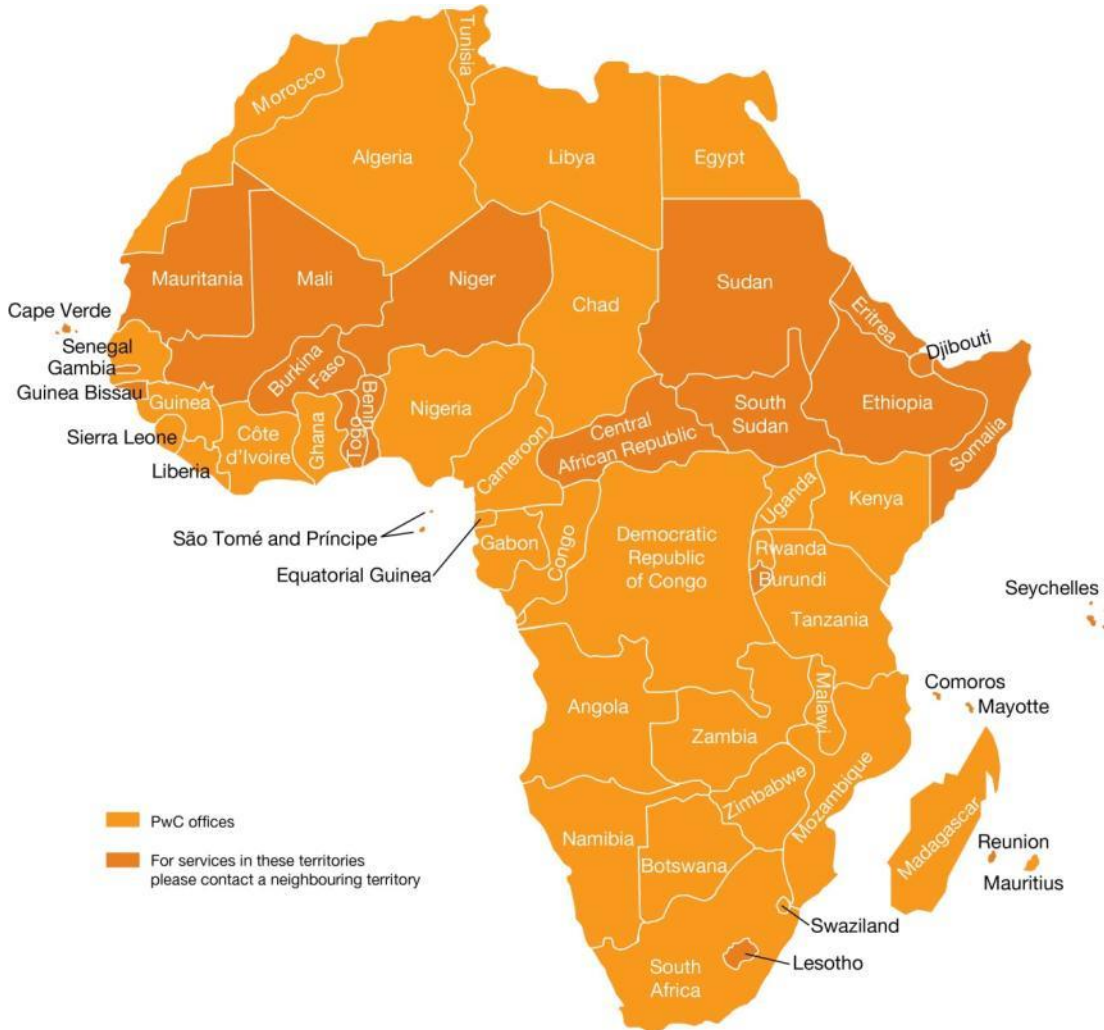 Tunisia
Morocco
Algeria
Libya
Egypt
Mauritania
Mali
Niger
Chad
Sudan
Eritrea
Djibouti
Cape Verde
Senegal
Gambia
Guinea Bissau
Guinea
Sierra Leone
Liberia
Côte
d'Ivoire
Burkina
Faso
Ghana
Togo
Benin
Nigeria
Cameroon
Central
African Republic
South
Sudan
Ethiopia
Somalia
São Tomé and Príncipe
Equatorial Guinea
Gabon
Congo
Democratic
Republic
of Congo
Uganda
Kenya
Rwanda
Burundi
Tanzania
Seychelles
Comoros
Mayotte
Angola
Zambia
Malawi
Mozambique
Zimbabwe
Namibia
Botswana
Madagascar
Reunion
Mauritius
Swaziland
Lesotho
South
Africa
PwC offices
For services in these territories
please contact a neighbouring territory